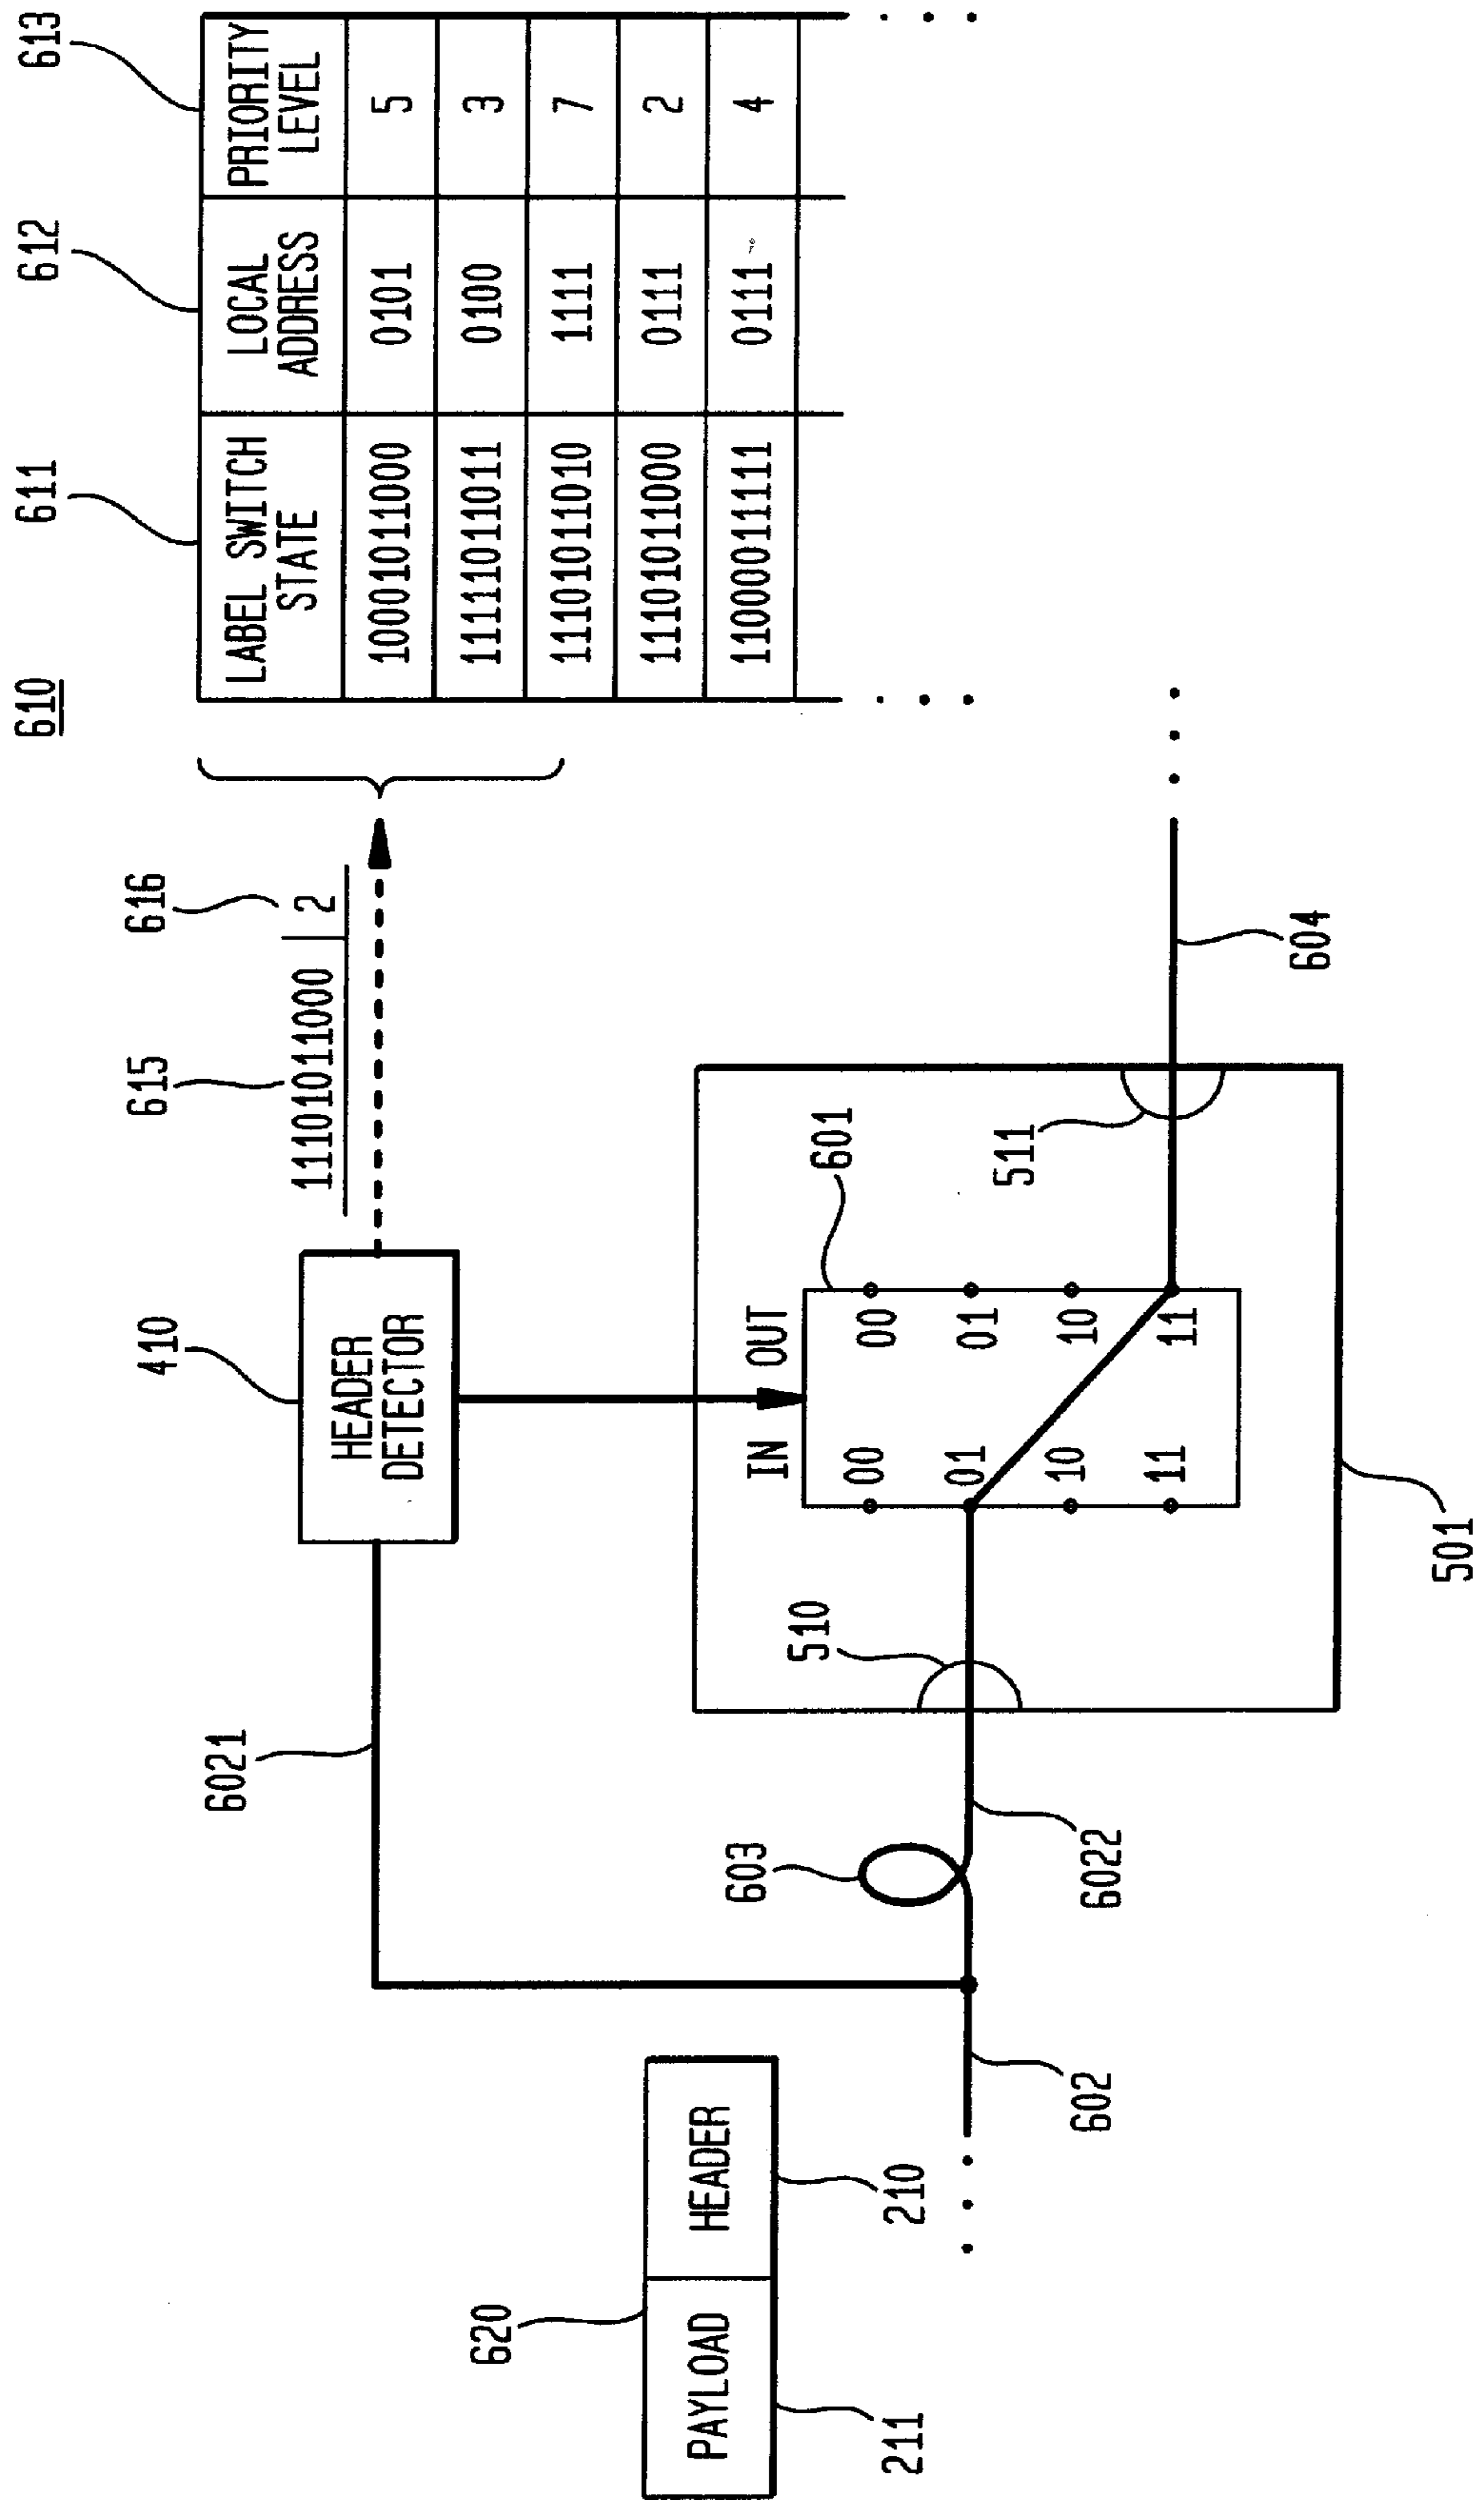 610
611
612
613
LABEL SWITCH
STATE
LOCAL
ADDRESS
PRIORITY
LEVEL
10001011000 0101 5
11111011011 0100 3
11101011010 1111 7
11101011000 0111 2
11000011111 0111 4
410
615
616
11101011000 2
HEADER
DETECTOR
6021
620
PAYLOAD
HEADER
211
210
602
603
6022
510
IN OUT
00 00
01 01
10 10
11 11
601
511
604
501